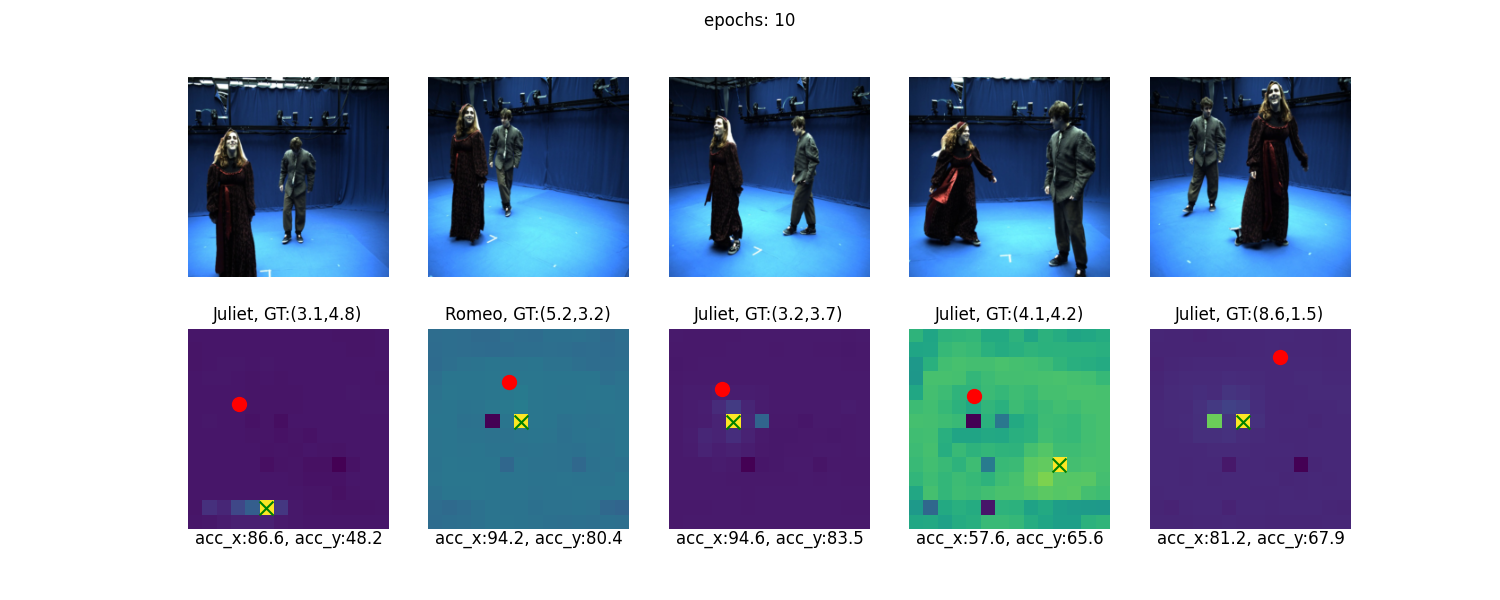 epochs: 10
Juliet, GT:(3.1,4.8)
Romeo, GT:(5.2,3.2)
Juliet, GT:(3.2,3.7)
Juliet, GT:(4.1,4.2)
Juliet, GT:(8.6,1.5)
acc_x:86.6, acc_y:48.2
acc_x:94.2, acc_y:80.4
acc_x:94.6, acc_y:83.5
acc_x:57.6, acc_y:65.6
acc_x:81.2, acc_y:67.9